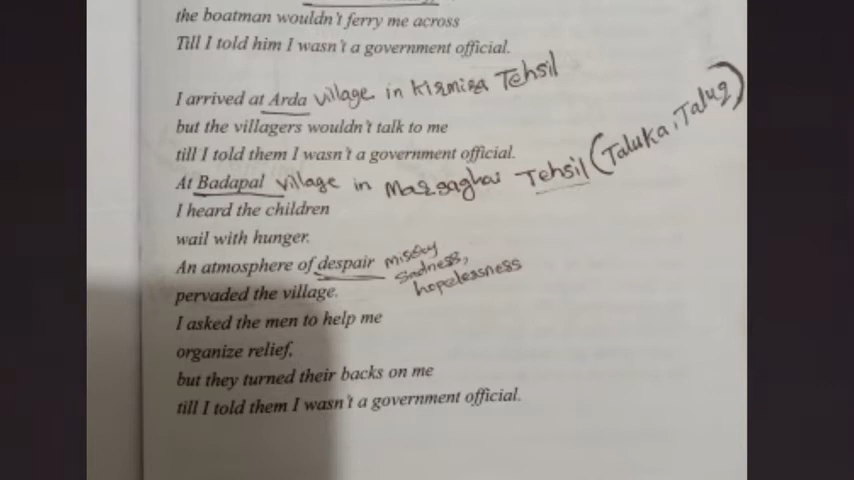 the boatman wouldn't ferry me across
Till I told him I wasn't a government official.
I arrived at Arda village in Kizmiza Tehsil
but the villagers wouldn't talk to me
till I told them I wasn't a government official.
At Badapal village in Tehsil (Taluka, Taluq)
I heard the children
wail with hunger.
An atmosphere of despair misery
sadness,
hopelessness
pervaded the village.
I asked the men to help me
organize relief,
but they turned their backs on me
till I told them I wasn't a government official.